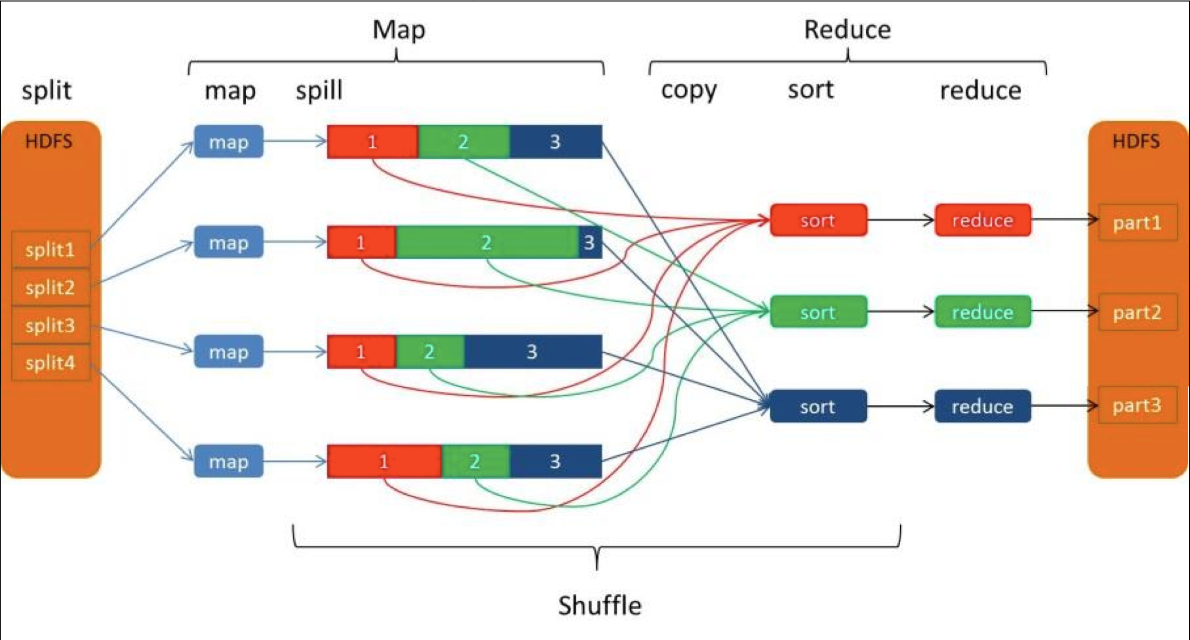 Map
Reduce
split
map
spill
copy
sort
reduce
HDFS
split1
split2
split3
split4
map
1 2 3
map
1 2 3
map
1 2 3
map
1 2 3
sort
reduce
sort
reduce
sort
reduce
HDFS
part1
part2
part3
Shuffle